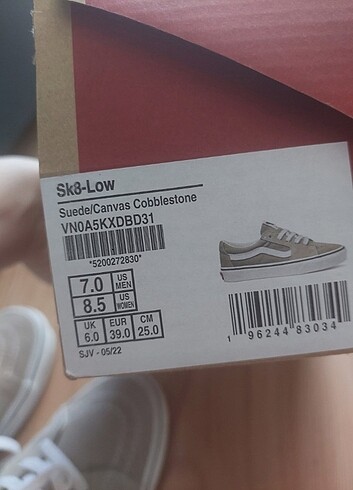 Sk8-Low
Suede/Canvas Cobblestone
VN0A5KXDBD31
*5200272830*
7.0 US MEN
8.5 US WOMEN
UK 6.0 EUR 39.0 CM 25.0
SJV - 05/22
1 96244 83034